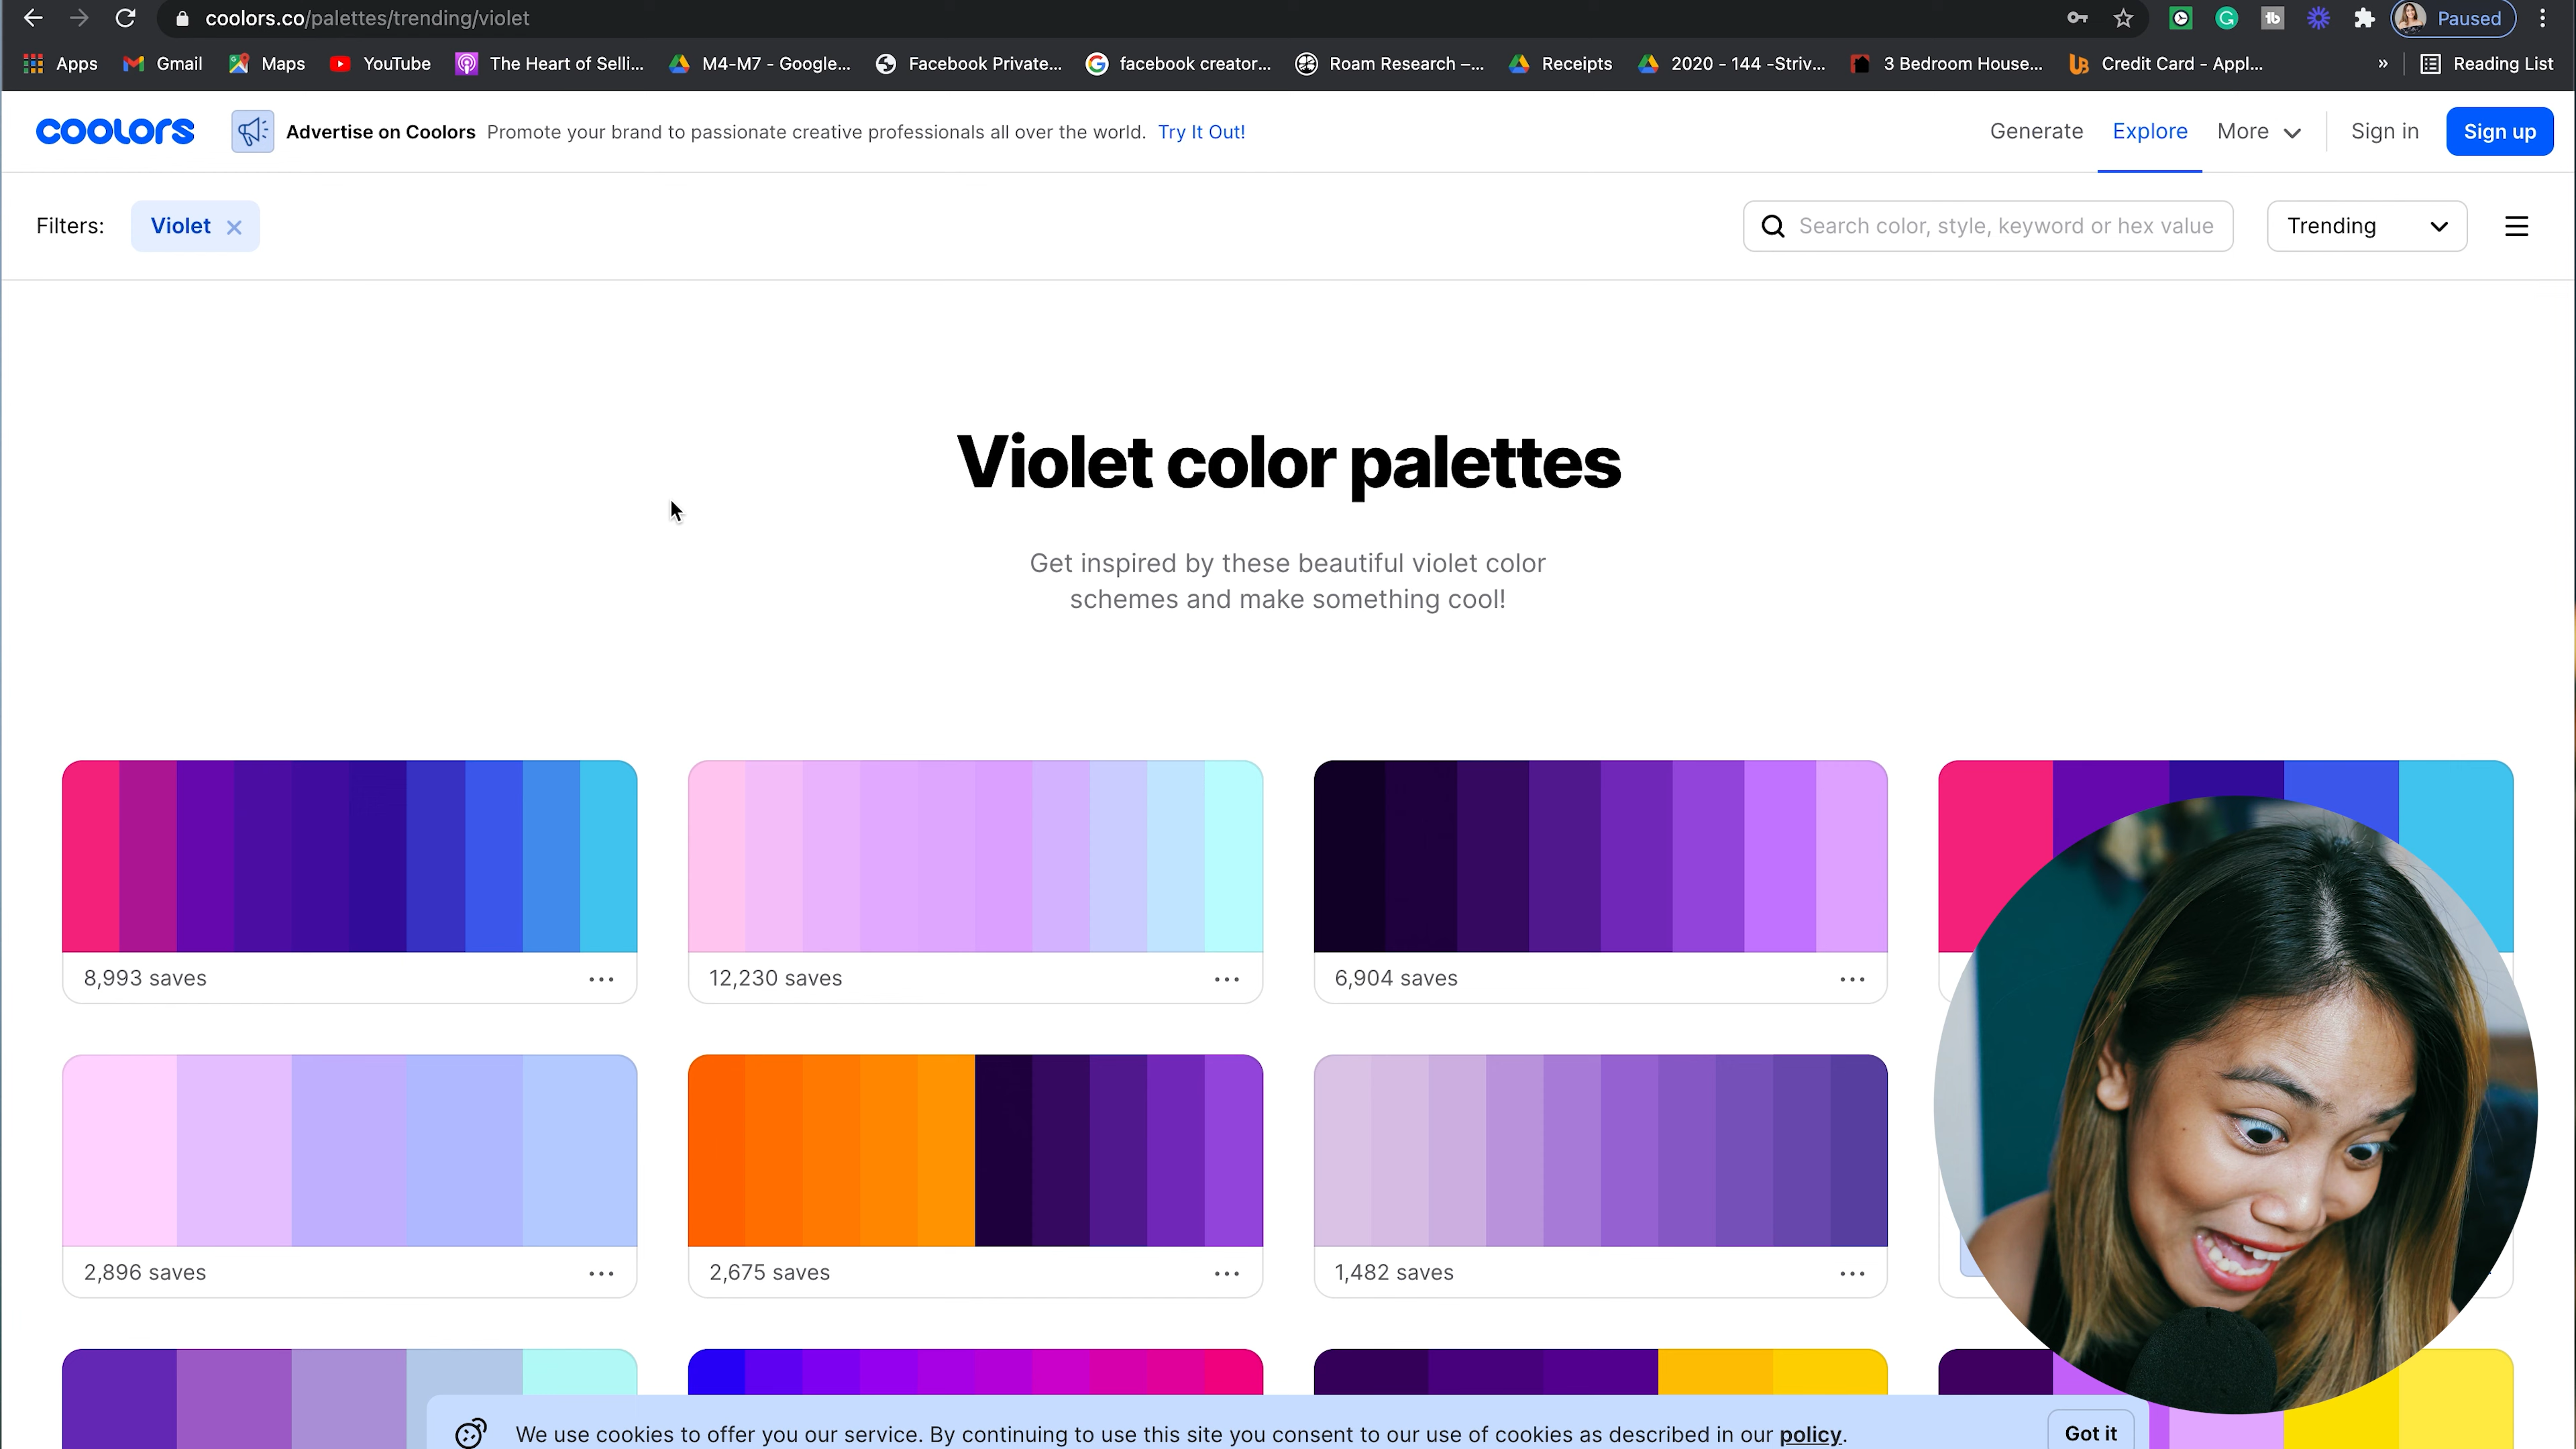 coolors.co/palettes/trending/violet
Paused
Apps
Gmail
Maps
YouTube
The Heart of Selli...
M4-M7 - Google...
Facebook Private...
facebook creator...
Roam Research –...
Receipts
2020 - 144 -Striv...
3 Bedroom House...
Credit Card - Appl...
»
Reading List
coolors
Advertise on Coolors Promote your brand to passionate creative professionals all over the world. Try It Out!
Generate
Explore
More
Sign in
Sign up
Filters:
Violet ×
Search color, style, keyword or hex value
Trending
Violet color palettes
Get inspired by these beautiful violet color
schemes and make something cool!
8,993 saves
12,230 saves
6,904 saves
2,896 saves
2,675 saves
1,482 saves
We use cookies to offer you our service. By continuing to use this site you consent to our use of cookies as described in our policy.
Got it